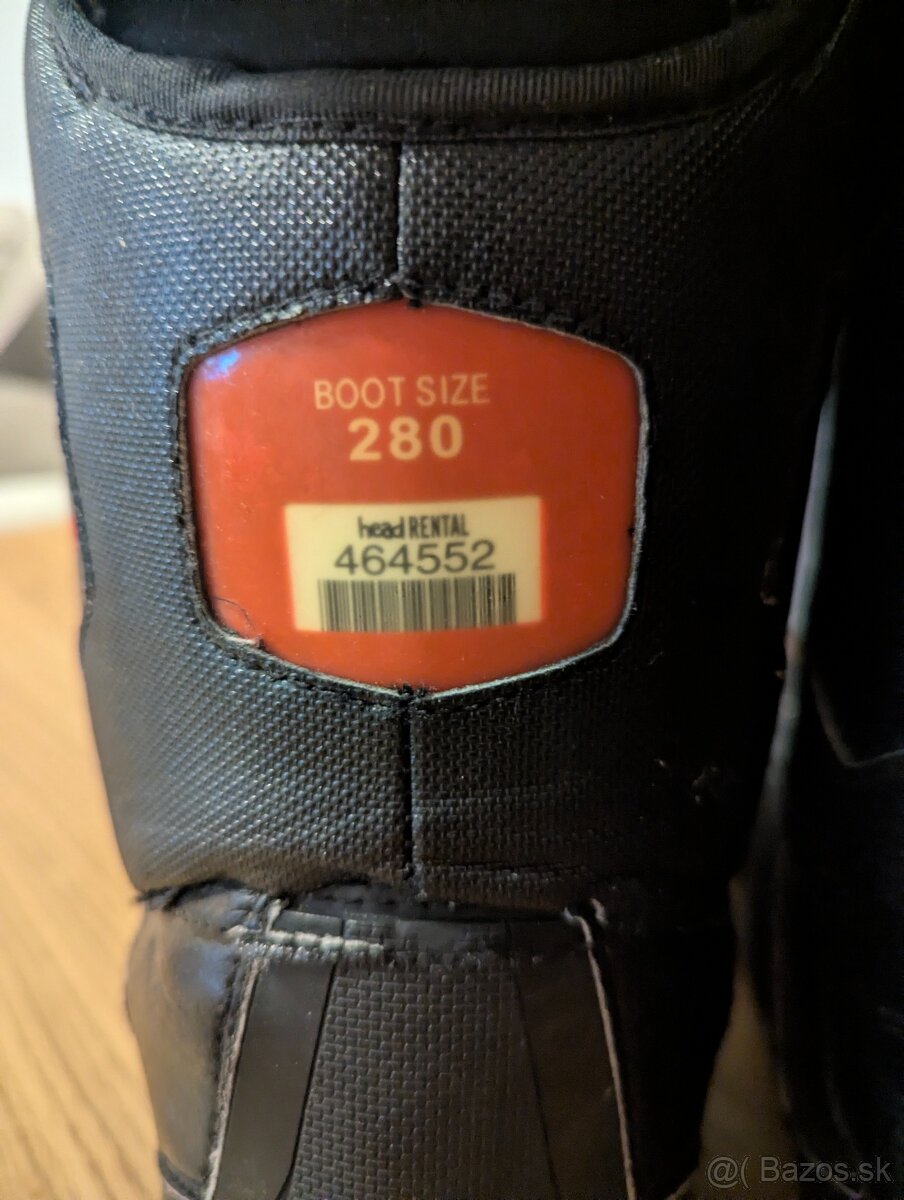 BOOT SIZE
280
head RENTAL
464552
@( Bazos.sk